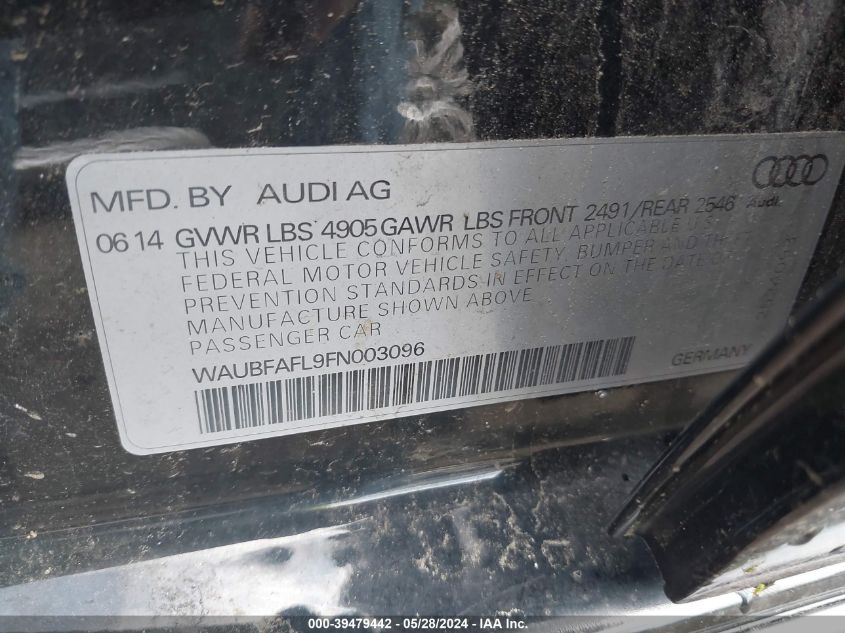 MFD. BY AUDI AG
06 14 GVWR LBS 4905 GAWR LBS FRONT 2491/REAR 2546
Audi
THIS VEHICLE CONFORMS TO ALL APPLICABLE U.S.
FEDERAL MOTOR VEHICLE SAFETY, BUMPER AND
PREVENTION STANDARDS IN EFFECT ON THE DATE
MANUFACTURE SHOWN ABOVE
PASSENGER CAR
WAUBFAFL9FN003096
GERMANY
000-39479442 / 05/28/2024 - IAA Inc.